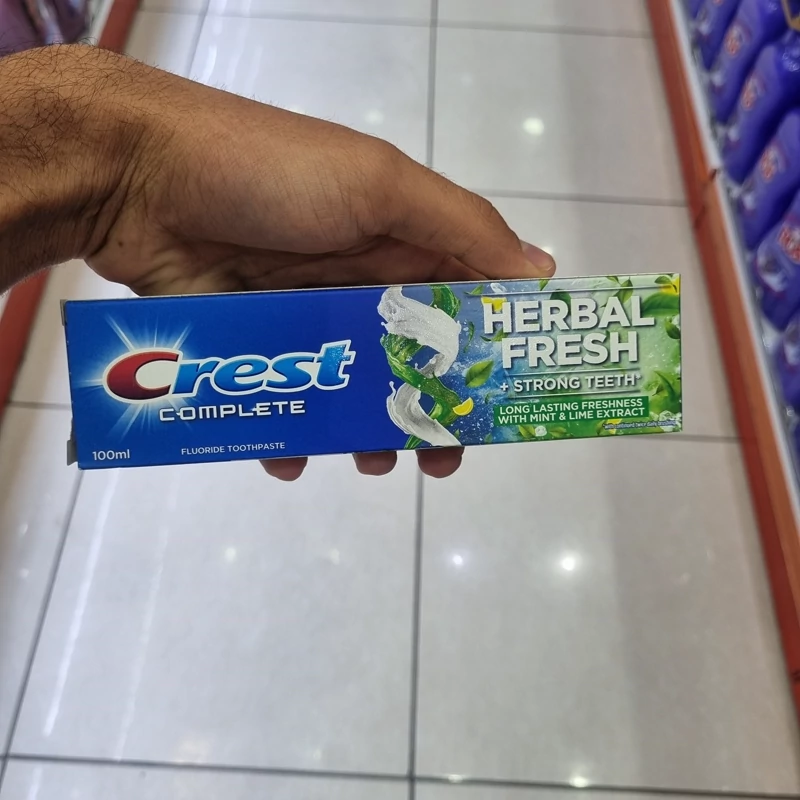 Crest
COMPLETE
100ml
FLUORIDE TOOTHPASTE
HERBAL
FRESH
+ STRONG TEETH*
LONG LASTING FRESHNESS
WITH MINT & LIME EXTRACT